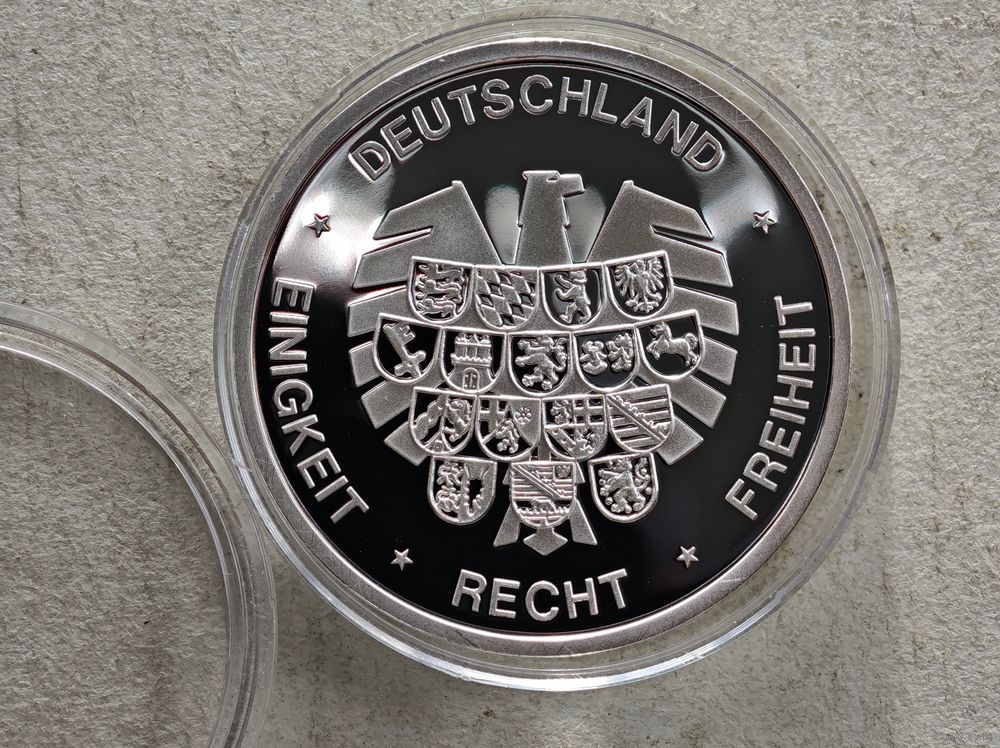 DEUTSCHLAND
EINIGKEIT
RECHT
FREIHEIT